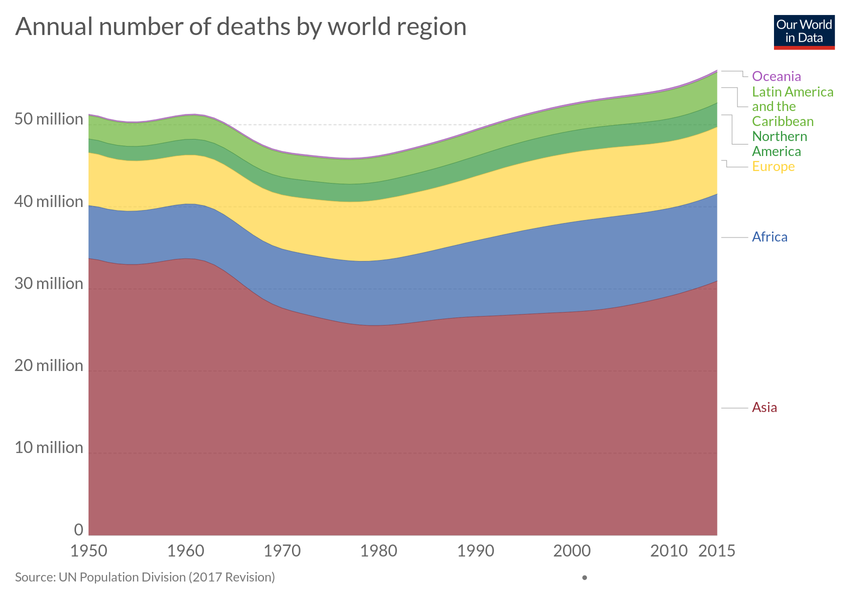 Annual number of deaths by world region
Our World
in Data
Oceania
Latin America
and the
Caribbean
Northern
America
Europe
Africa
Asia
50 million
40 million
30 million
20 million
10 million
0
1950 1960 1970 1980 1990 2000 2010 2015
Source: UN Population Division (2017 Revision)